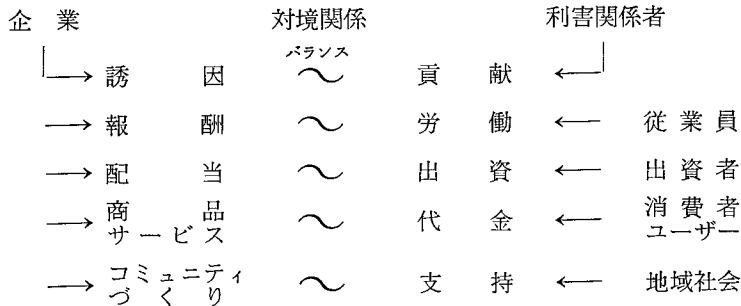 企業 対境関係 利害関係者
バランス
→ 誘因 〜 貢献 ←
→ 報酬 〜 労働 ← 従業員
→ 配当 〜 出資 ← 出資者
→ 商品サービス 〜 代金 ← 消費者ユーザー
→ コミュニティづくり 〜 支持 ← 地域社会